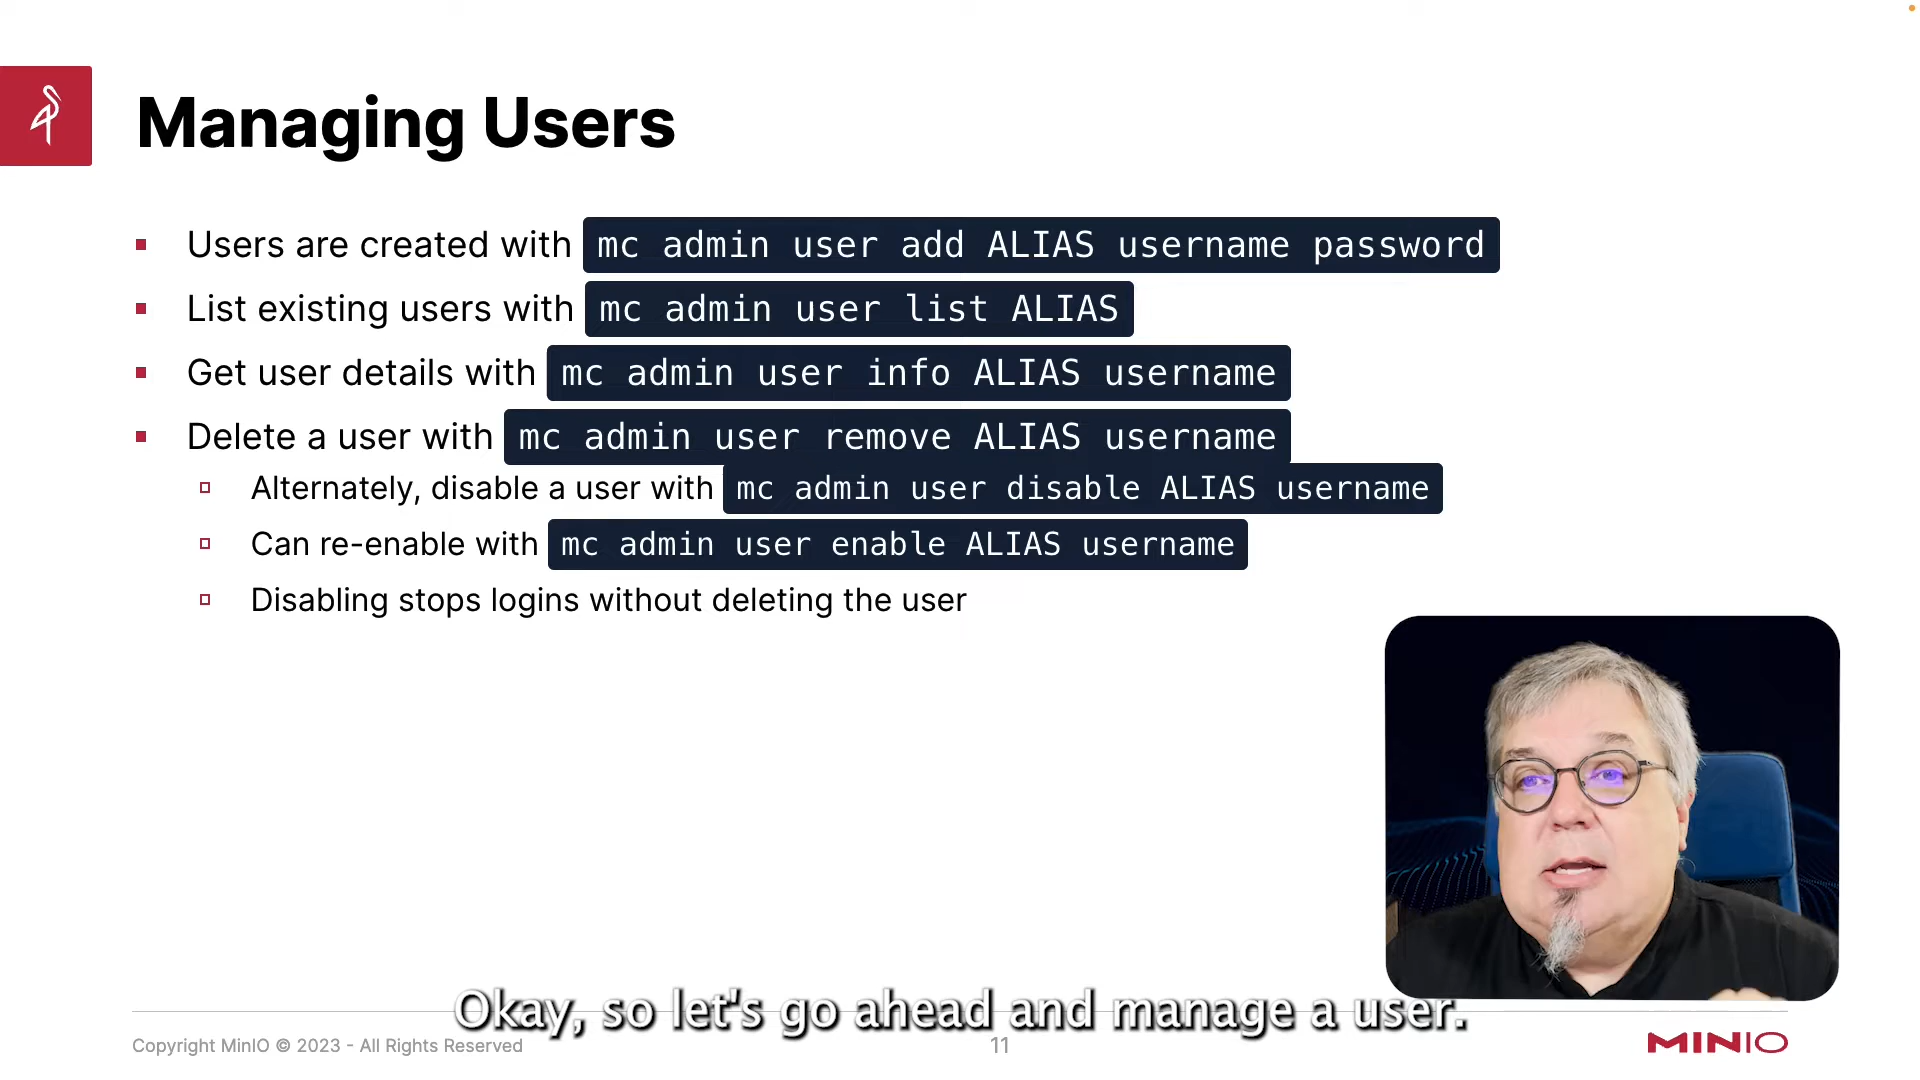 Managing Users
Users are created with mc admin user add ALIAS username password
List existing users with mc admin user list ALIAS
Get user details with mc admin user info ALIAS username
Delete a user with mc admin user remove ALIAS username
Alternately, disable a user with mc admin user disable ALIAS username
Can re-enable with mc admin user enable ALIAS username
Disabling stops logins without deleting the user
Okay, so let's go ahead and manage a user.
Copyright MinIO © 2023 - All Rights Reserved
11
MINIO